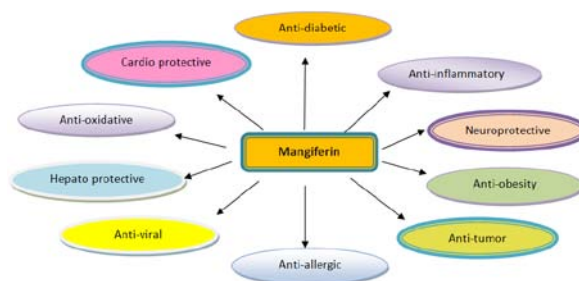 Anti-diabetic
Cardio protective
Anti-inflammatory
Anti-oxidative
Neuroprotective
Mangiferin
Hepato protective
Anti-obesity
Anti-viral
Anti-tumor
Anti-allergic